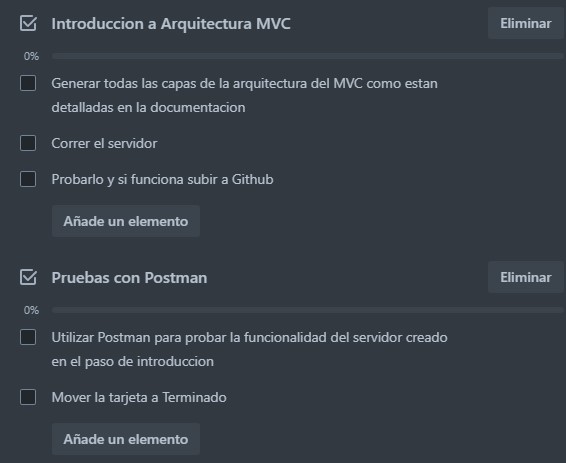 Introduccion a Arquitectura MVC
Eliminar
0%
Generar todas las capas de la arquitectura del MVC como estan
detalladas en la documentacion
Correr el servidor
Probarlo y si funciona subir a Github
Añade un elemento
Pruebas con Postman
Eliminar
0%
Utilizar Postman para probar la funcionalidad del servidor creado
en el paso de introduccion
Mover la tarjeta a Terminado
Añade un elemento